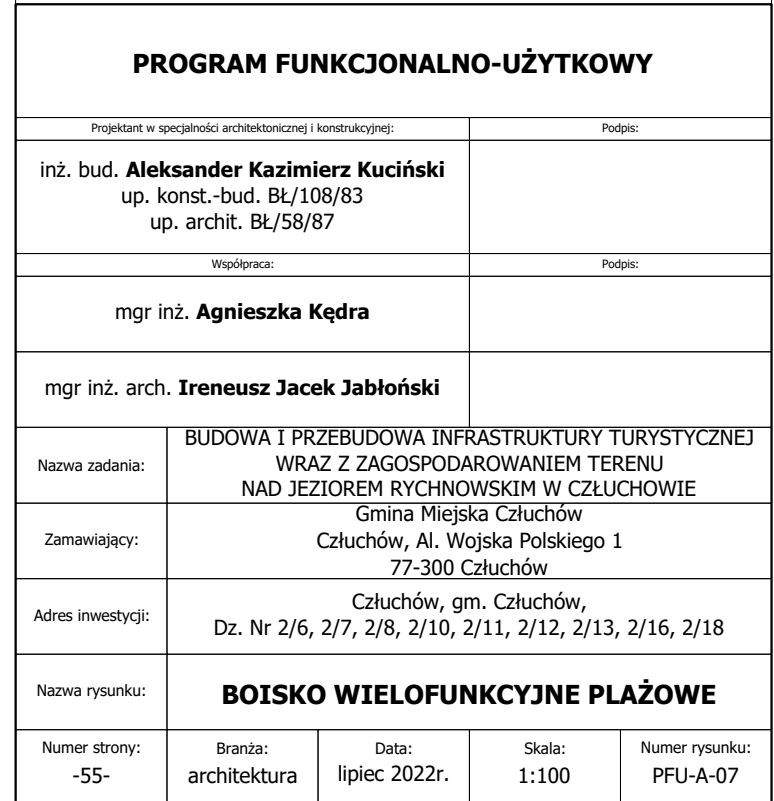 PROGRAM FUNKCJONALNO-UŻYTKOWY
Projektant w specjalności architektonicznej i konstrukcyjnej:
Podpis:
inż. bud. Aleksander Kazimierz Kuciński
up. konst.-bud. BŁ/108/83
up. archit. BŁ/58/87
Współpraca:
Podpis:
mgr inż. Agnieszka Kędra
mgr inż. arch. Ireneusz Jacek Jabłoński
Nazwa zadania:
BUDOWA I PRZEBUDOWA INFRASTRUKTURY TURYSTYCZNEJ
WRAZ Z ZAGOSPODAROWANIEM TERENU
NAD JEZIOREM RYCHNOWSKIM W CZŁUCHOWIE
Zamawiający:
Gmina Miejska Człuchów
Człuchów, Al. Wojska Polskiego 1
77-300 Człuchów
Adres inwestycji:
Człuchów, gm. Człuchów,
Dz. Nr 2/6, 2/7, 2/8, 2/10, 2/11, 2/12, 2/13, 2/16, 2/18
Nazwa rysunku:
BOISKO WIELOFUNKCYJNE PLAŻOWE
Numer strony:
-55-
Branża:
architektura
Data:
lipiec 2022r.
Skala:
1:100
Numer rysunku:
PFU-A-07